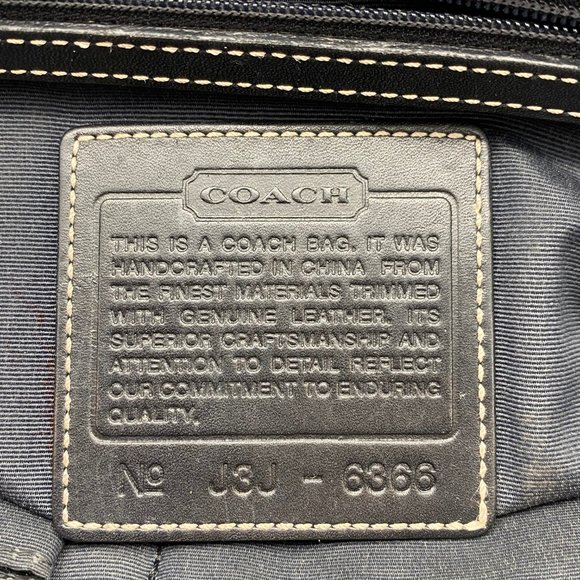 COACH
THIS IS A COACH BAG. IT WAS
HANDCRAFTED IN CHINA FROM
THE FINEST MATERIALS TRIMMED
WITH GENUINE LEATHER. ITS
SUPERIOR CRAFTSMANSHIP AND
ATTENTION TO DETAIL REFLECT
OUR COMMITMENT TO ENDURING
QUALITY.
Nº J3J - 6366